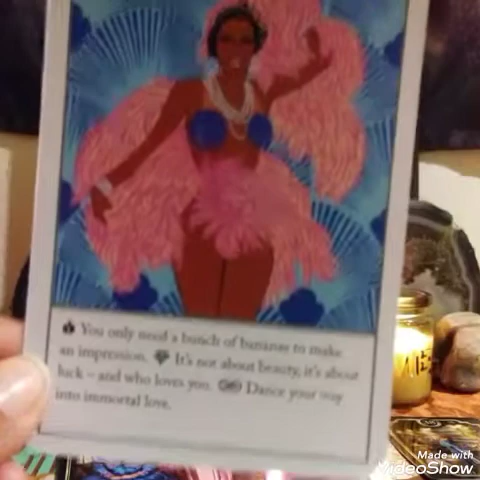 You only need a bunch of bananas to make
an impression. It's not about beauty, it's about
luck – and who loves you. Dance your way
into immortal love.
Made with
VideoShow